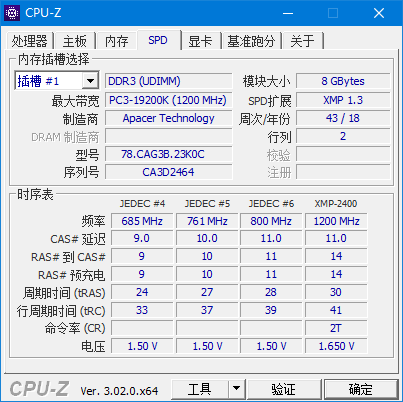 CPU-Z
处理器 主板 内存 SPD 显卡 基准跑分 关于
内存插槽选择
插槽 #1 DDR3 (UDIMM) 模块大小 8 GBytes
最大带宽 PC3-19200K (1200 MHz) SPD扩展 XMP 1.3
制造商 Apacer Technology 周次/年份 43 / 18
DRAM 制造商 行列 2
型号 78.CAG3B.23K0C 校验
序列号 CA3D2464 注册
时序表
JEDEC #4 JEDEC #5 JEDEC #6 XMP-2400
频率 685 MHz 761 MHz 800 MHz 1200 MHz
CAS# 延迟 9.0 10.0 11.0 11.0
RAS# 到 CAS# 9 10 11 14
RAS# 预充电 9 10 11 14
周期时间 (tRAS) 24 27 28 30
行周期时间 (tRC) 33 37 39 41
命令率 (CR) 2T
电压 1.50 V 1.50 V 1.50 V 1.650 V
CPU-Z Ver. 3.02.0.x64 工具 验证 确定